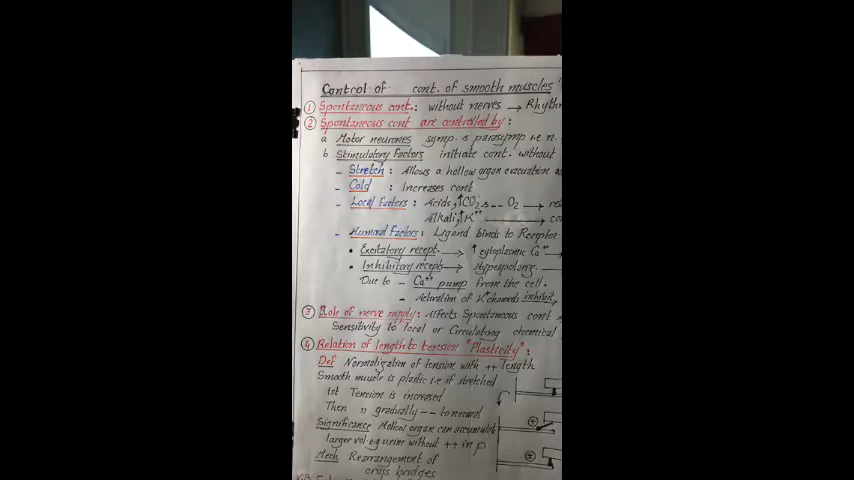 Control of cont. of smooth muscles
① Spontaneous cont.: without nerves → Rhythm
② Spontaneous cont are controlled by:
a Motor neurones symp. & parasymp i.e. n.
b Stimulatory Factors initiate cont. without
- Stretch : Allows a hollow organ evacuation
- Cold : Increases cont
- Local factors : Acids, ↑CO2 & -- O2 →
Alkali, ↑K++ →
- Humoral factors: Ligand binds to Receptor
• Excitatory recept. → ↑ cytoplasmic Ca++ →
• Inhibitory recept → Hyperpolariz. →
Due to - Ca++ pump from the cell.
- Activation of K+ channels inhibit.
③ Role of nerve supply: Affects Spontaneous cont
Sensitivity to local or Circulating chemical
④ Relation of length to tension "Plasticity":
Def Normalization of tension with ++ length
Smooth muscle is plastic i.e if stretched
1st Tension is increased
Then ,, gradually -- to normal
Significance Hollow organ can accumulate
larger vol. e.g urine without ++ in p
Mech Rearrangement of
cross bridges